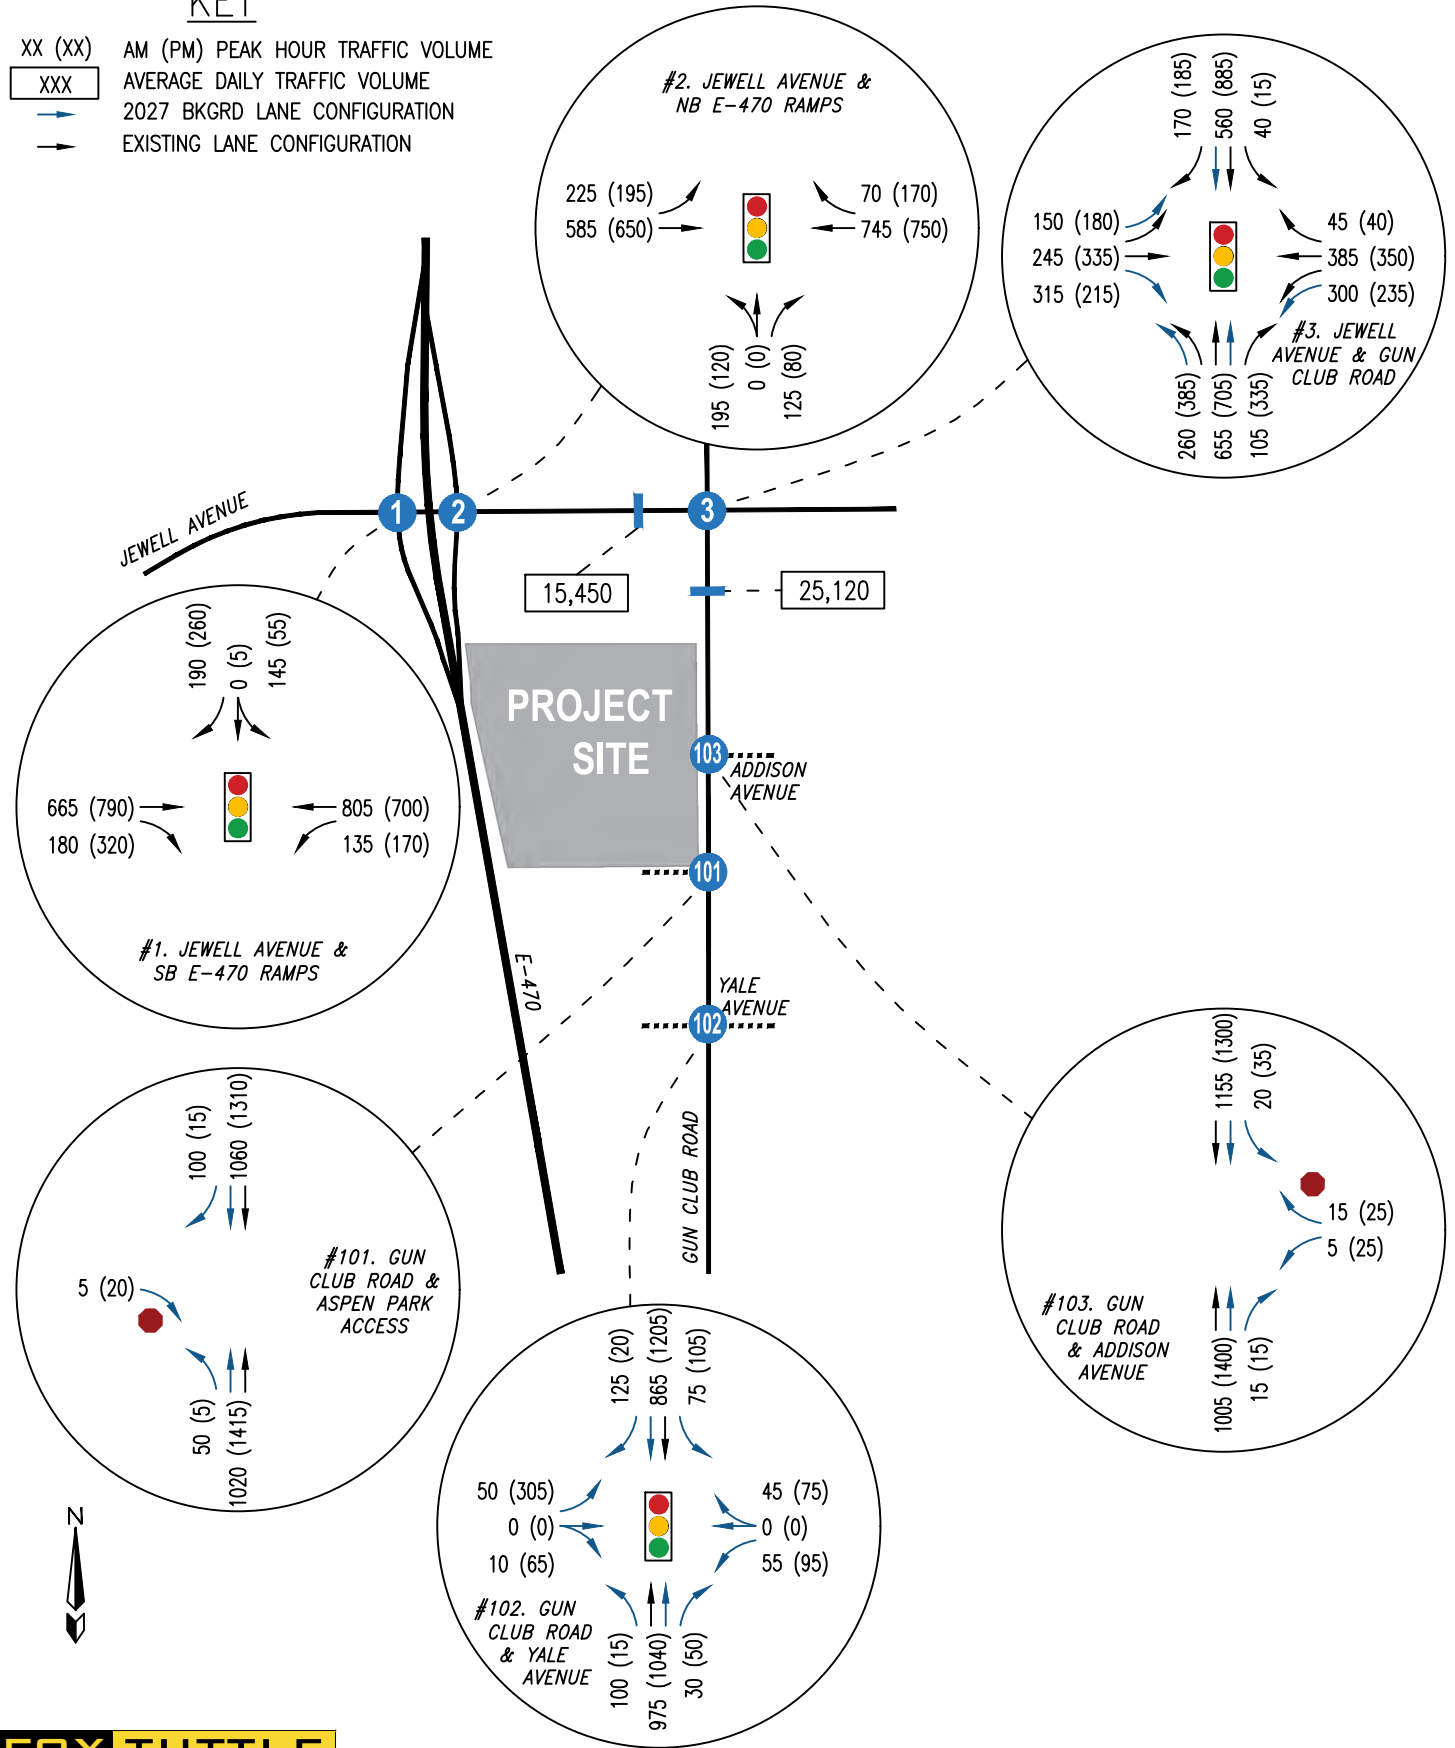 KEY
XX (XX) AM (PM) PEAK HOUR TRAFFIC VOLUME
XXX AVERAGE DAILY TRAFFIC VOLUME
2027 BKGRD LANE CONFIGURATION
EXISTING LANE CONFIGURATION
#2. JEWELL AVENUE &
NB E-470 RAMPS
225 (195)
585 (650)
70 (170)
745 (750)
195 (120)
0 (0)
125 (80)
170 (185)
560 (885)
40 (15)
150 (180)
245 (335)
315 (215)
45 (40)
385 (350)
300 (235)
#3. JEWELL
AVENUE & GUN
CLUB ROAD
260 (385)
655 (705)
105 (335)
JEWELL AVENUE
1
2
3
15,450
25,120
PROJECT
SITE
103
ADDISON
AVENUE
101
YALE
AVENUE
102
E-470
GUN CLUB ROAD
190 (260)
0 (5)
145 (55)
665 (790)
180 (320)
805 (700)
135 (170)
#1. JEWELL AVENUE &
SB E-470 RAMPS
100 (15)
1060 (1310)
5 (20)
#101. GUN
CLUB ROAD &
ASPEN PARK
ACCESS
50 (5)
1020 (1415)
1155 (1300)
20 (35)
15 (25)
5 (25)
#103. GUN
CLUB ROAD
& ADDISON
AVENUE
1005 (1400)
15 (15)
125 (20)
865 (1205)
75 (105)
50 (305)
0 (0)
10 (65)
45 (75)
0 (0)
55 (95)
#102. GUN
CLUB ROAD
& YALE
AVENUE
100 (15)
975 (1040)
30 (50)
N
FOX TUTTLE